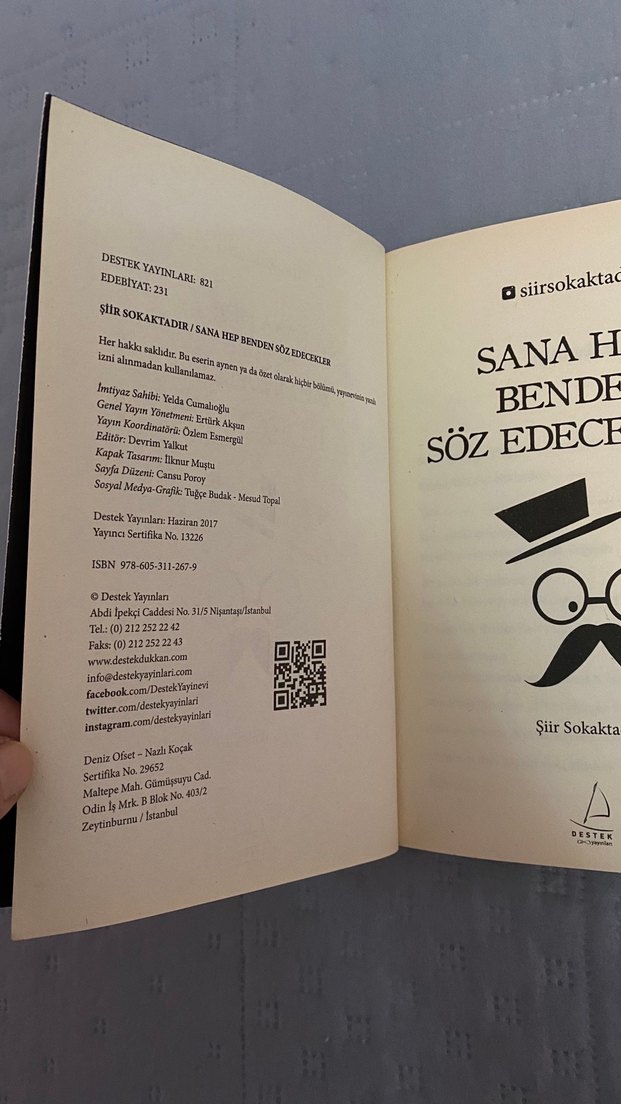 DESTEK YAYINLARI: 821
EDEBİYAT: 231
ŞİİR SOKAKTADIR / SANA HEP BENDEN SÖZ EDECEKLER
Her hakkı saklıdır. Bu eserin aynen ya da özet olarak hiçbir bölümü, yayınevinin yazılı
izni alınmadan kullanılamaz.
İmtiyaz Sahibi: Yelda Cumalıoğlu
Genel Yayın Yönetmeni: Ertürk Akşun
Yayın Koordinatörü: Özlem Esmergül
Editör: Devrim Yalkut
Kapak Tasarım: İlknur Muştu
Sayfa Düzeni: Cansu Poroy
Sosyal Medya-Grafik: Tuğçe Budak - Mesud Topal
Destek Yayınları: Haziran 2017
Yayıncı Sertifika No. 13226
ISBN 978-605-311-267-9
© Destek Yayınları
Abdi İpekçi Caddesi No. 31/5 Nişantaşı/İstanbul
Tel.: (0) 212 252 22 42
Faks: (0) 212 252 22 43
www.destekdukkan.com
info@destekyayinlari.com
facebook.com/DestekYayinevi
twitter.com/destekyayinlari
instagram.com/destekyayinlari
Deniz Ofset – Nazlı Koçak
Sertifika No. 29652
Maltepe Mah. Gümüşsuyu Cad.
Odin İş Mrk. B Blok No. 403/2
Zeytinburnu / İstanbul
siirsokaktad
SANA H
BENDE
SÖZ EDECE
Şiir Sokakta
DESTEK
yayınları